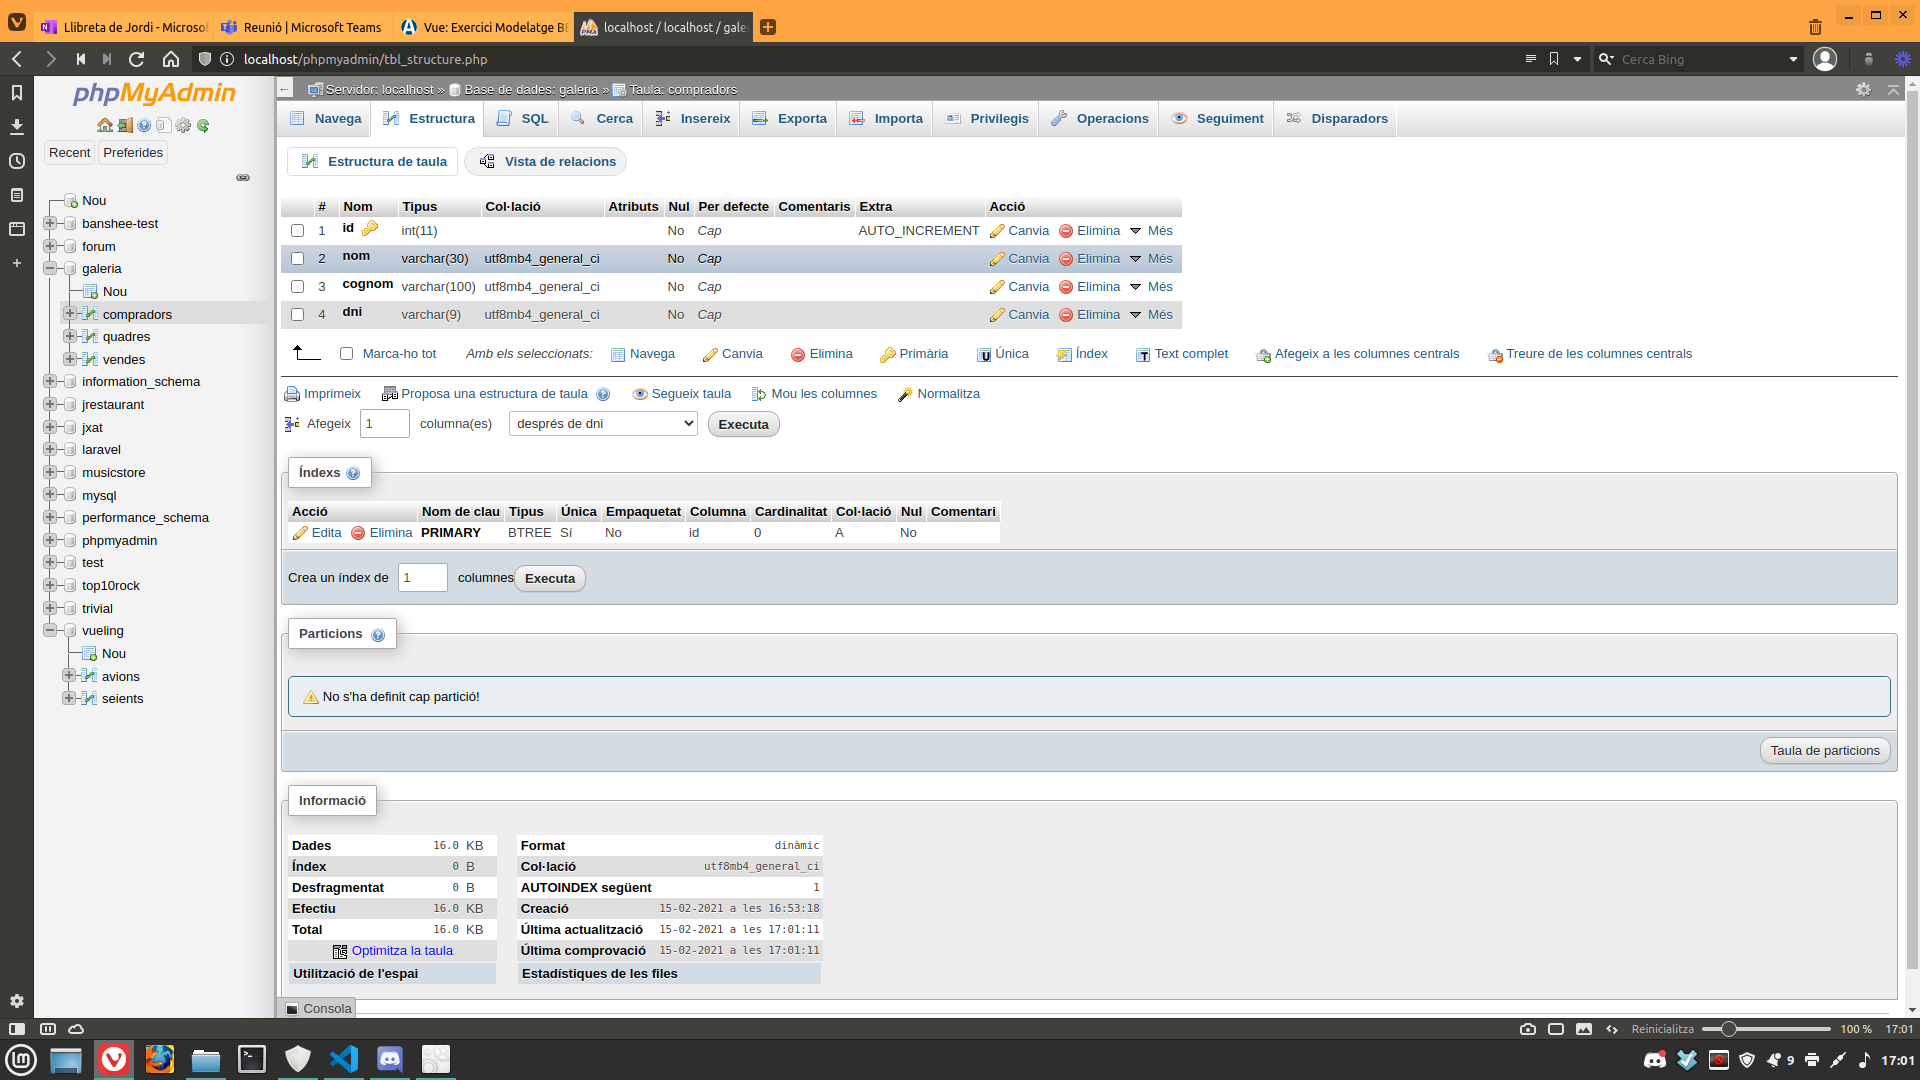 Llibreta de Jordi - Microsof
Reunió | Microsoft Teams
Vue: Exercici Modelatge BE
localhost / localhost / gale
localhost/phpmyadmin/tbl_structure.php
Cerca Bing
phpMyAdmin
Recent Preferides
Nou
banshee-test
forum
galeria
Nou
compradors
quadres
vendes
information_schema
jrestaurant
jxat
laravel
musicstore
mysql
performance_schema
phpmyadmin
test
top10rock
trivial
vueling
Nou
avions
seients
Servidor: localhost » Base de dades: galeria » Taula: compradors
Navega Estructura SQL Cerca Insereix Exporta Importa Privilegis Operacions Seguiment Disparadors
Estructura de taula Vista de relacions
# Nom Tipus Col·lació Atributs Nul Per defecte Comentaris Extra Acció
1 id int(11) No Cap AUTO_INCREMENT Canvia Elimina Més
2 nom varchar(30) utf8mb4_general_ci No Cap Canvia Elimina Més
3 cognom varchar(100) utf8mb4_general_ci No Cap Canvia Elimina Més
4 dni varchar(9) utf8mb4_general_ci No Cap Canvia Elimina Més
Marca-ho tot Amb els seleccionats: Navega Canvia Elimina Primària Única Índex Text complet Afegeix a les columnes centrals Treure de les columnes centrals
Imprimeix Proposa una estructura de taula Segueix taula Mou les columnes Normalitza
Afegeix 1 columna(es) després de dni Executa
Índexs
Acció Nom de clau Tipus Única Empaquetat Columna Cardinalitat Col·lació Nul Comentari
Edita Elimina PRIMARY BTREE Sí No id 0 A No
Crea un índex de 1 columnes Executa
Particions
No s'ha definit cap partició!
Taula de particions
Informació
Dades 16.0 KB
Índex 0 B
Desfragmentat 0 B
Efectiu 16.0 KB
Total 16.0 KB
Optimitza la taula
Utilització de l'espai
Format dinàmic
Col·lació utf8mb4_general_ci
AUTOINDEX següent 1
Creació 15-02-2021 a les 16:53:18
Última actualització 15-02-2021 a les 17:01:11
Última comprovació 15-02-2021 a les 17:01:11
Estadístiques de les files
Consola
Reinicialitza 100 % 17:01
9 17:01